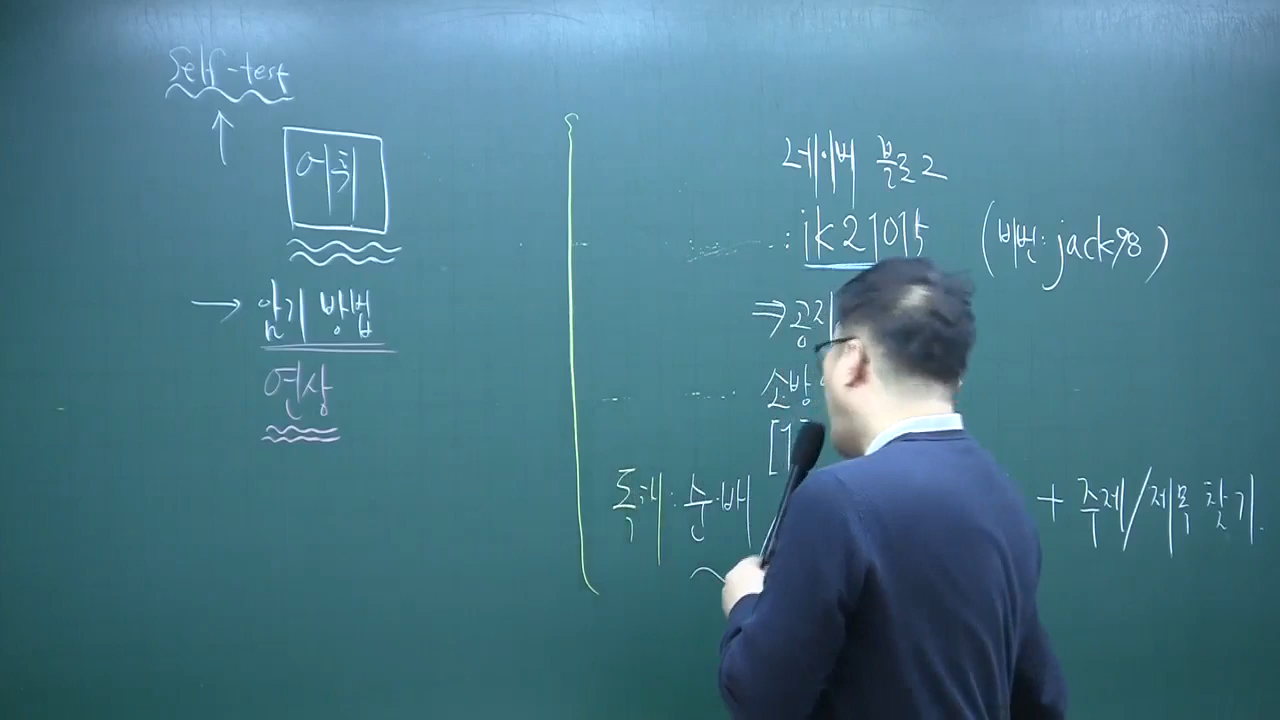 Self-test
어휘
→ 암기 방법
연상
네이버 블로그
: jk21015 (비번: jack98)
⇒ 공지
소방
[1
독해: 순·배 + 주제/제목 찾기.